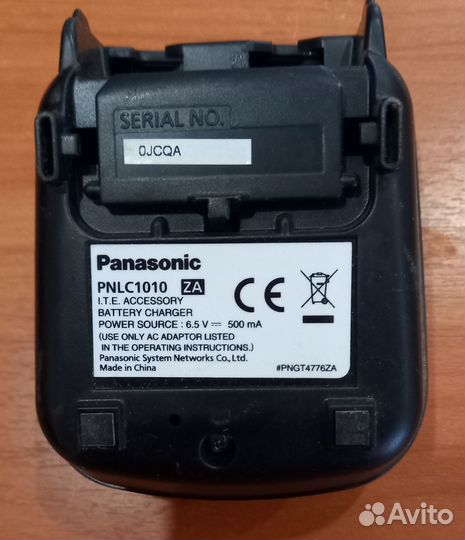 SERIAL NO.
0JCQA
Panasonic
PNLC1010 ZA
I.T.E. ACCESSORY
BATTERY CHARGER
POWER SOURCE : 6.5 V ⎓ 500 mA
(USE ONLY AC ADAPTOR LISTED
IN THE OPERATING INSTRUCTIONS.)
Panasonic System Networks Co., Ltd.
Made in China
#PNGT4776ZA
CE
Avito